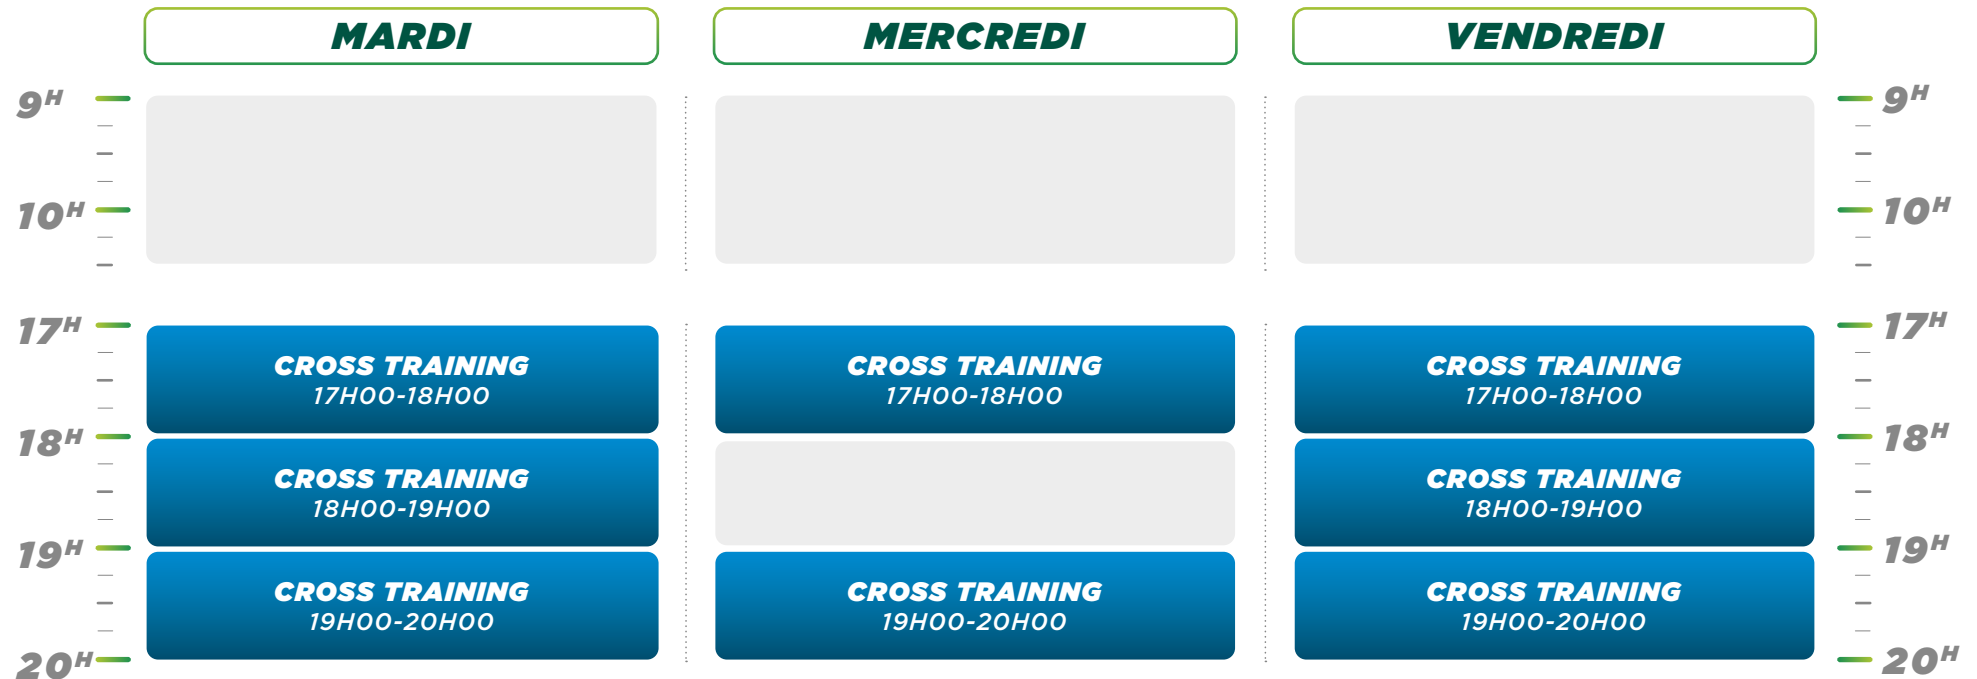 MARDI
MERCREDI
VENDREDI
9H
9H
10H
10H
17H
17H
CROSS TRAINING
17H00-18H00
CROSS TRAINING
17H00-18H00
CROSS TRAINING
17H00-18H00
18H
18H
CROSS TRAINING
18H00-19H00
CROSS TRAINING
18H00-19H00
19H
19H
CROSS TRAINING
19H00-20H00
CROSS TRAINING
19H00-20H00
CROSS TRAINING
19H00-20H00
20H
20H